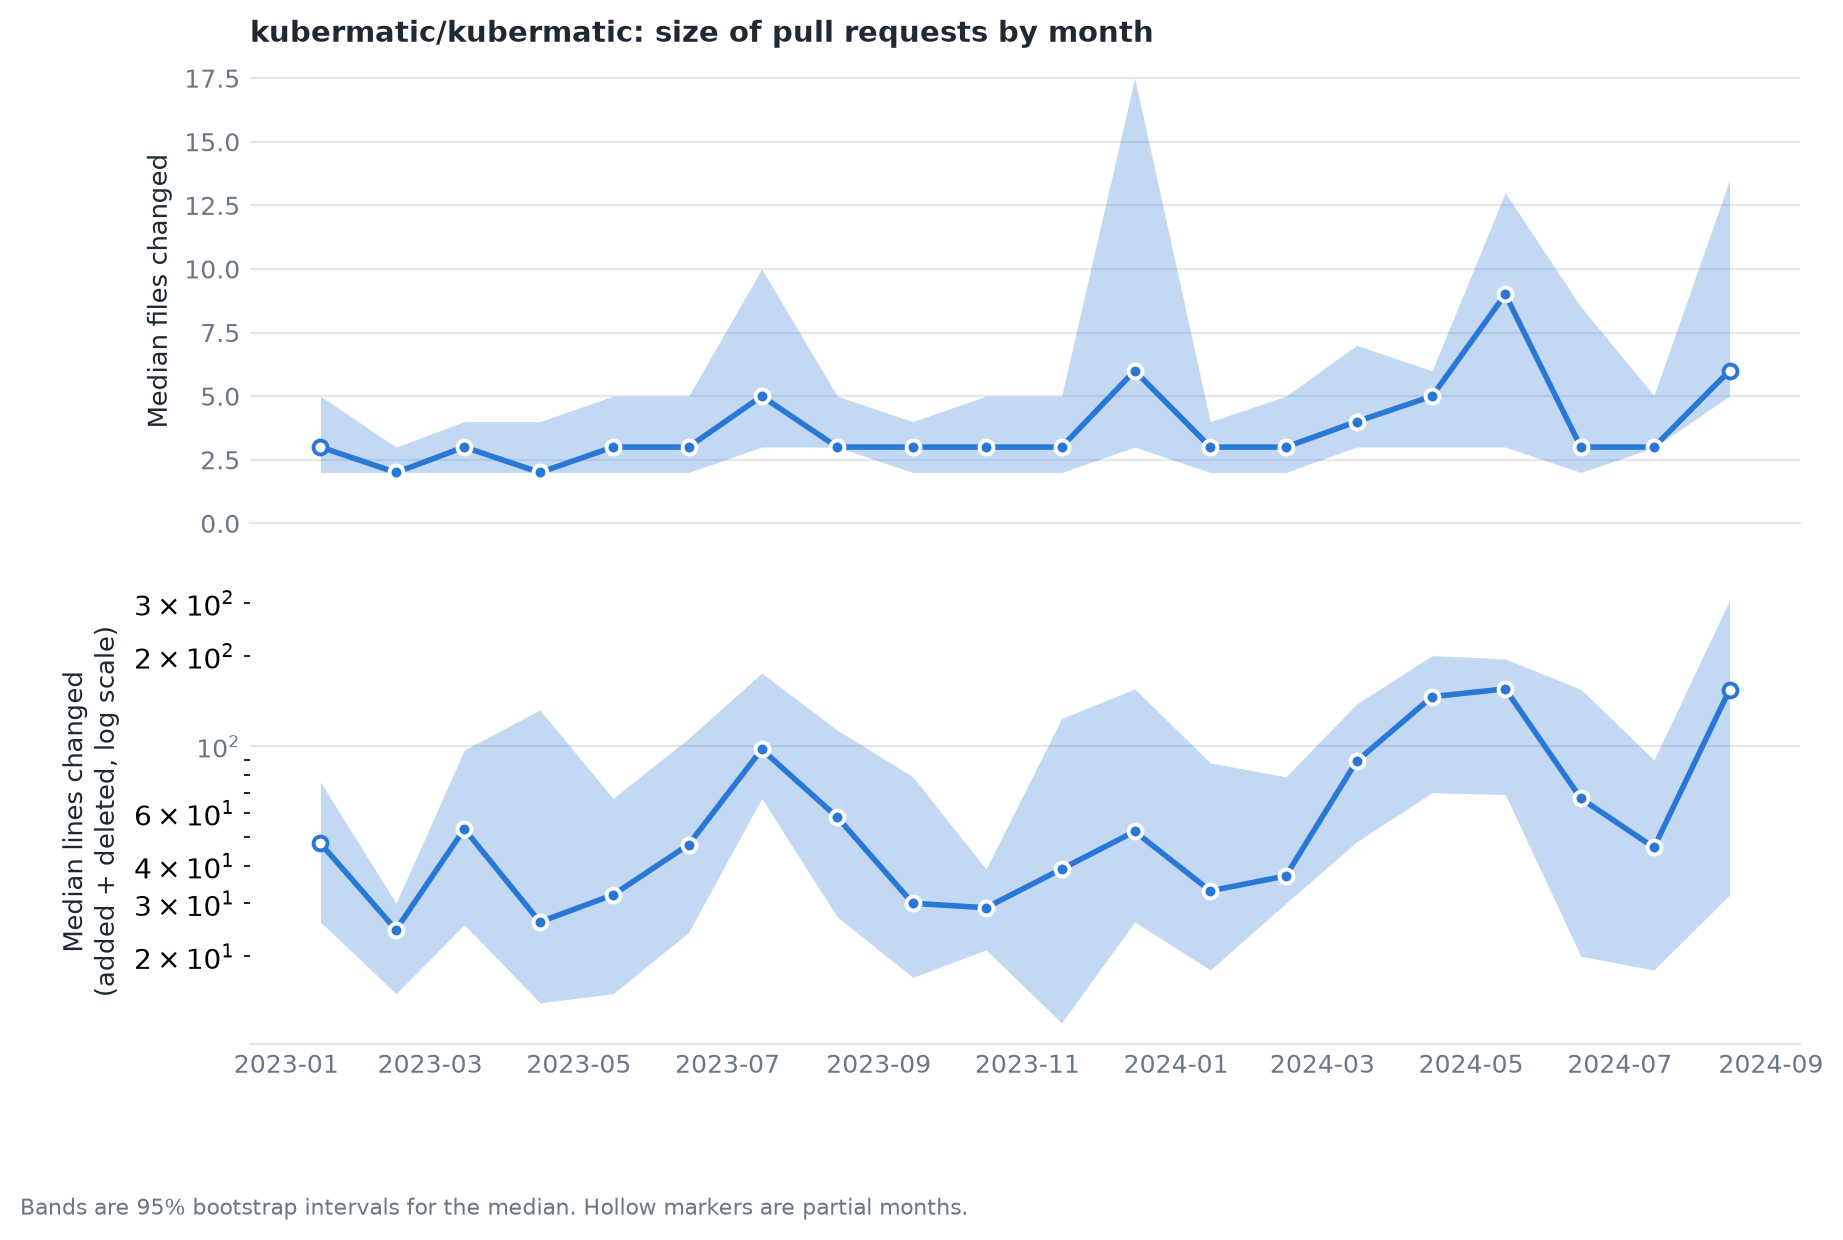 kubermatic/kubermatic: size of pull requests by month
Median files changed
17.5
15.0
12.5
10.0
7.5
5.0
2.5
0.0
Median lines changed
(added + deleted, log scale)
3 × 10²
2 × 10²
10²
6 × 10¹
4 × 10¹
3 × 10¹
2 × 10¹
2023-01 2023-03 2023-05 2023-07 2023-09 2023-11 2024-01 2024-03 2024-05 2024-07 2024-09
Bands are 95% bootstrap intervals for the median. Hollow markers are partial months.